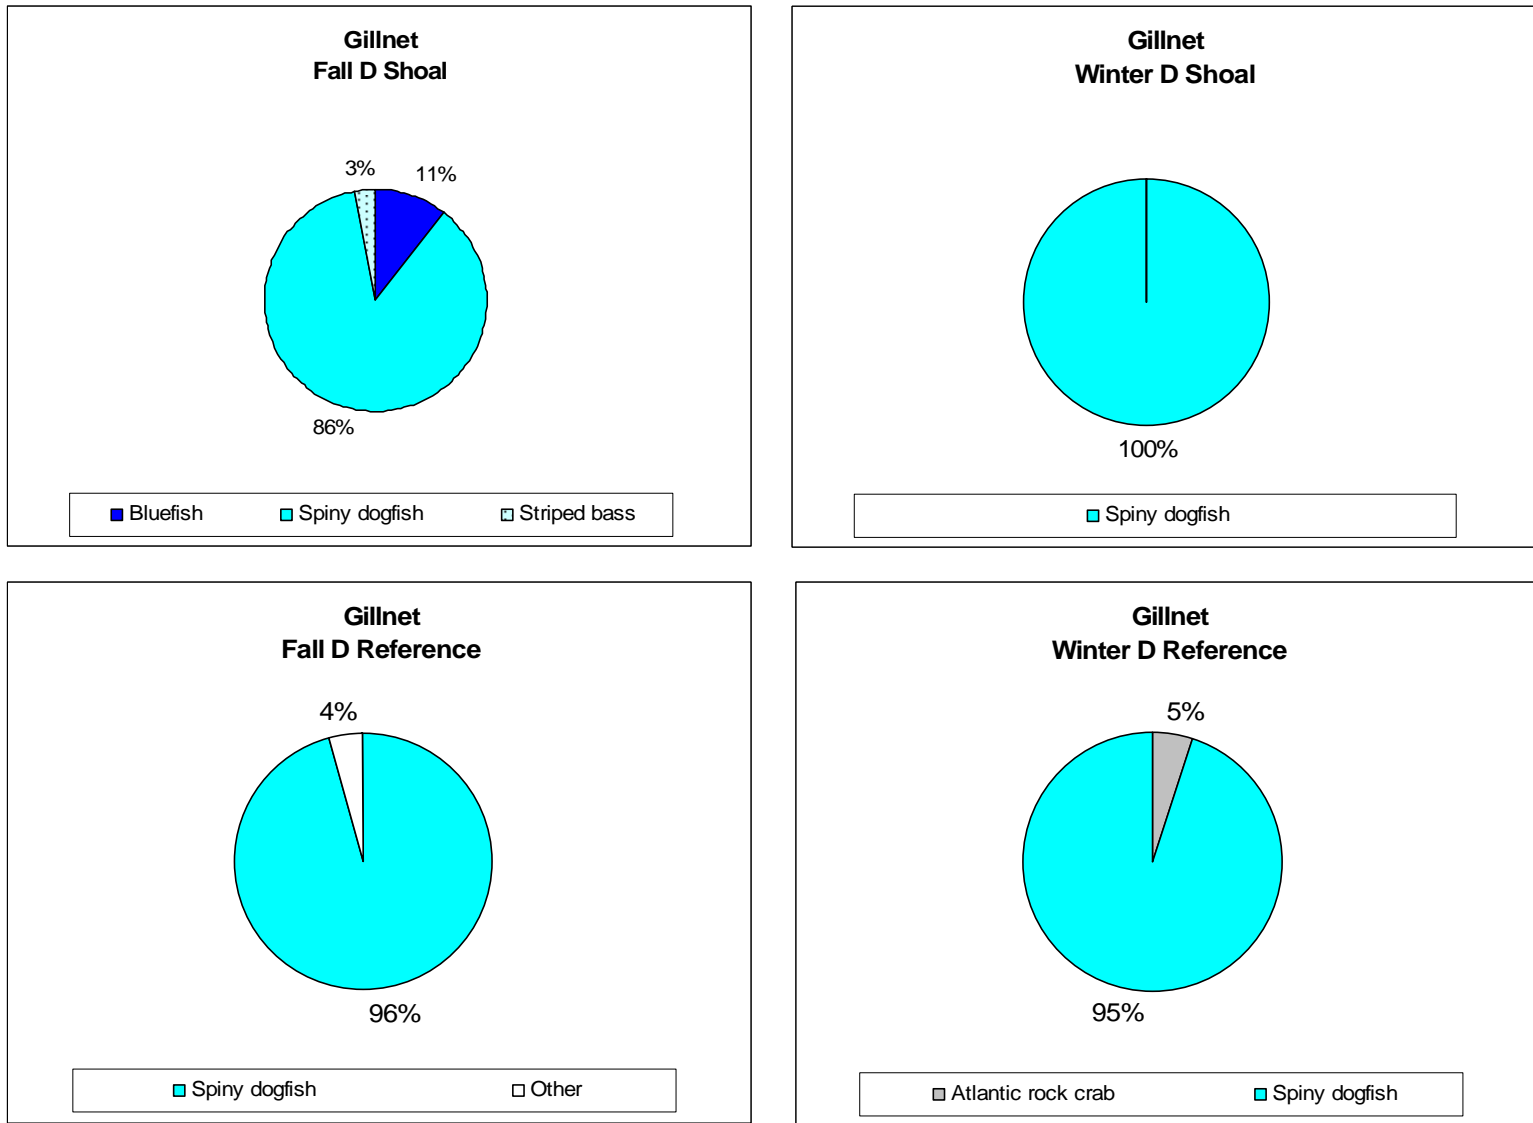 Gillnet
Fall D Shoal
3%
11%
86%
Bluefish
Spiny dogfish
Striped bass
Gillnet
Winter D Shoal
100%
Spiny dogfish
Gillnet
Fall D Reference
4%
96%
Spiny dogfish
Other
Gillnet
Winter D Reference
5%
95%
Atlantic rock crab
Spiny dogfish